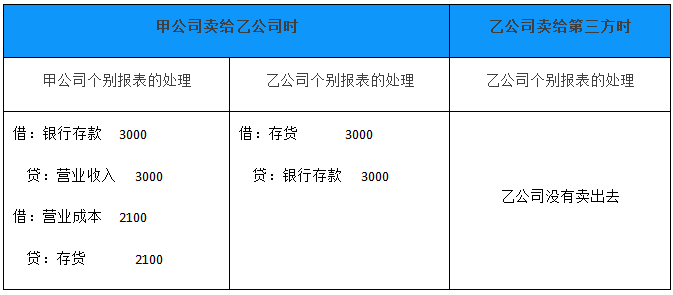 甲公司卖给乙公司时
乙公司卖给第三方时
甲公司个别报表的处理
乙公司个别报表的处理
乙公司个别报表的处理
借：银行存款 3000
贷：营业收入 3000
借：营业成本 2100
贷：存货 2100
借：存货 3000
贷：银行存款 3000
乙公司没有卖出去